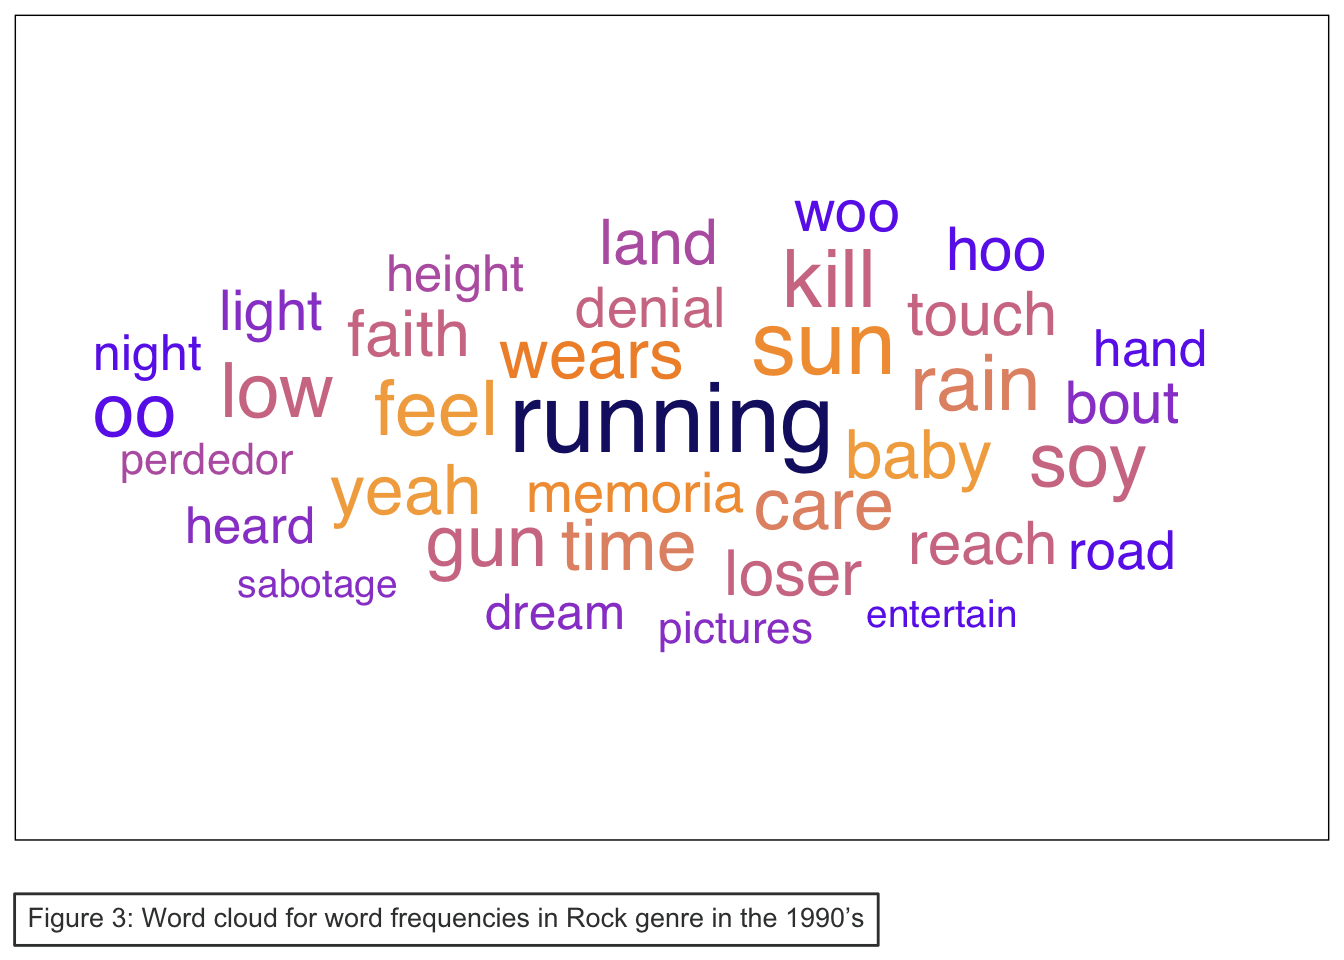 woo
land
hoo
height
kill
light
denial
touch
faith
night
wears
sun
hand
low
feel
running
rain
bout
oo
perdedor
yeah
memoria
baby
soy
care
heard
gun
time
reach
road
sabotage
loser
dream
pictures
entertain
Figure 3: Word cloud for word frequencies in Rock genre in the 1990’s